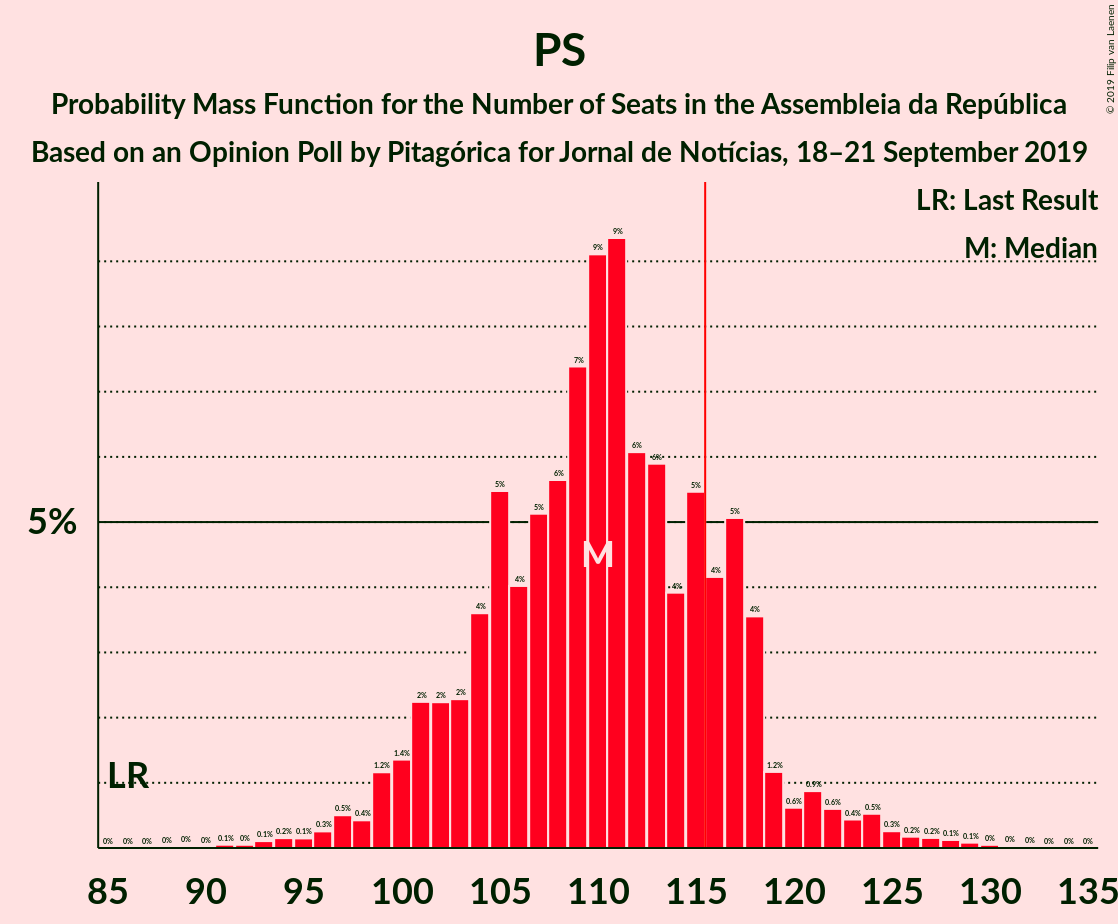 PS
Probability Mass Function for the Number of Seats in the Assembleia da República
Based on an Opinion Poll by Pitagórica for Jornal de Notícias, 18–21 September 2019
© 2019 Filip van Laenen
LR: Last Result
M: Median
5%
LR
M
0% 0% 0% 0% 0% 0% 0.1% 0% 0.1% 0.2% 0.1% 0.3% 0.5% 0.4% 1.2% 1.4% 2% 2% 2% 4% 5% 4% 5% 6% 7% 9% 9% 6% 6% 4% 5% 4% 5% 4% 1.2% 0.6% 0.9% 0.6% 0.4% 0.5% 0.3% 0.2% 0.2% 0.1% 0.1% 0% 0% 0% 0% 0% 0%
85 90 95 100 105 110 115 120 125 130 135